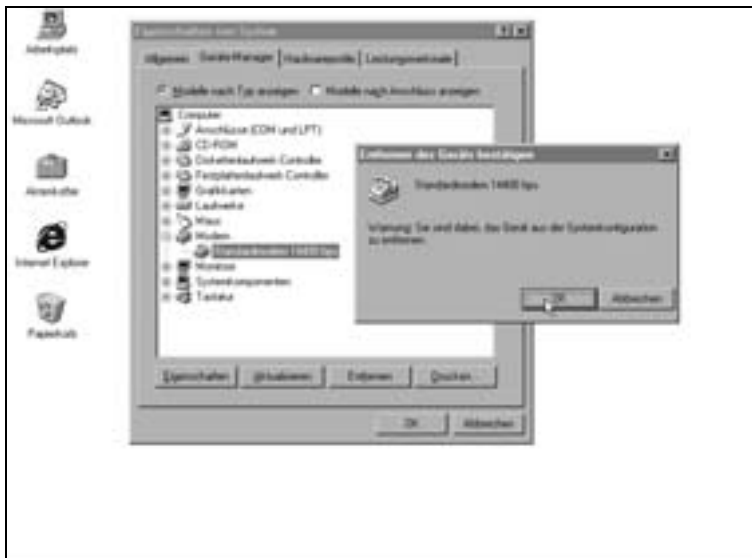 Arbeitsplatz
Microsoft Outlook
Aktenkoffer
Internet Explorer
Papierkorb
Eigenschaften von System
Allgemein Geräte-Manager Hardwareprofile Leistungsmerkmale
Modelle nach Typ anzeigen Modelle nach Anschluss anzeigen
Computer
Anschlüsse (COM und LPT)
CD-ROM
Diskettenlaufwerk-Controller
Festplattenlaufwerk-Controller
Grafikkarten
Laufwerke
Maus
Modem
Standardmodem 14400 bps
Monitore
Systemkomponenten
Tastatur
Eigenschaften Aktualisieren Entfernen Drucken...
OK Abbrechen
Entfernen des Geräts bestätigen
Standardmodem 14400 bps
Warnung: Sie sind dabei, das Gerät aus der Systemkonfiguration
zu entfernen.
OK Abbrechen